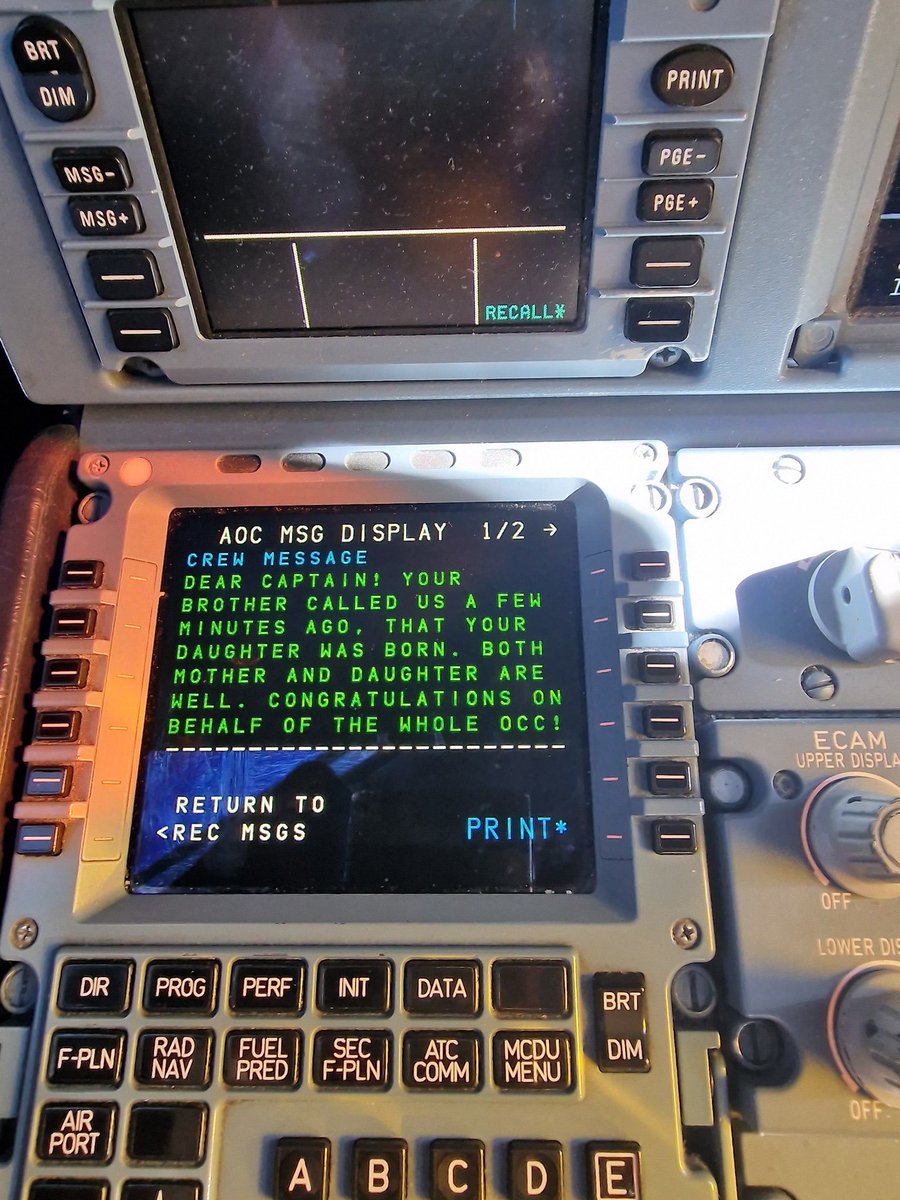 BRT
DIM
PRINT
MSG-
PGE-
MSG+
PGE+
RECALL*
AOC MSG DISPLAY 1/2 →
CREW MESSAGE
DEAR CAPTAIN! YOUR
BROTHER CALLED US A FEW
MINUTES AGO, THAT YOUR
DAUGHTER WAS BORN. BOTH
MOTHER AND DAUGHTER ARE
WELL. CONGRATULATIONS ON
BEHALF OF THE WHOLE OCC!
RETURN TO
<REC MSGS PRINT*
ECAM
UPPER
OFF
LOWER
OFF
DIR PROG PERF INIT DATA
BRT
DIM
F-PLN
RAD
NAV
FUEL
PRED
SEC
F-PLN
ATC
COMM
MCDU
MENU
AIR
PORT
A B C D E